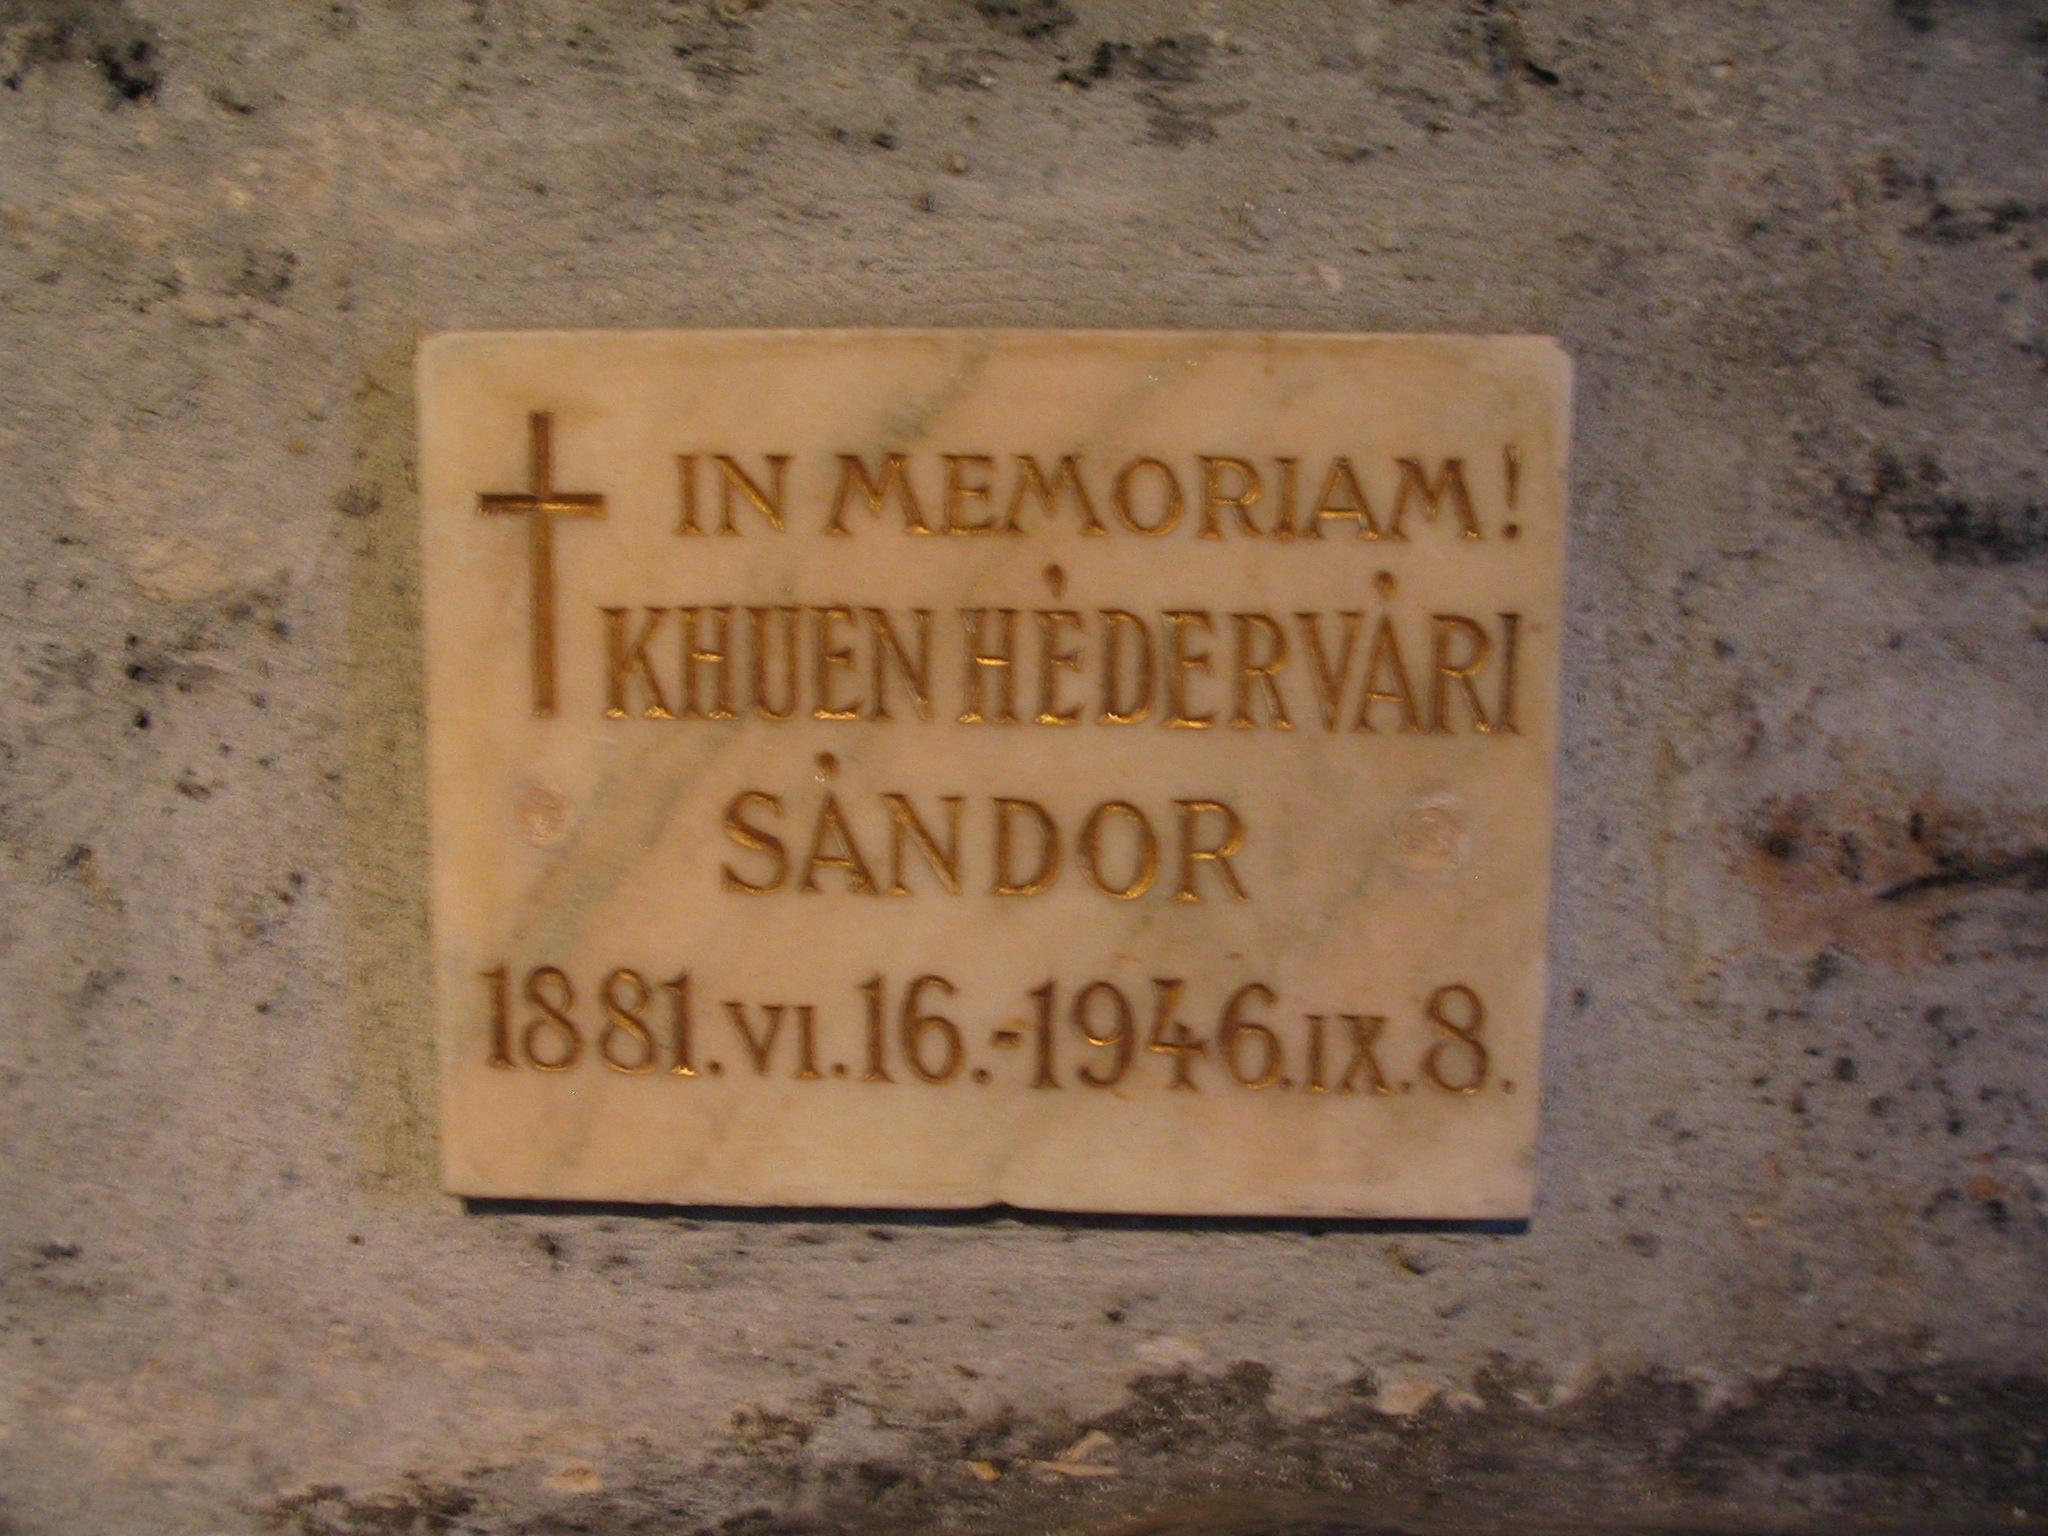 IN MEMORIAM!
KHUEN HÉDERVÁRI
SÁNDOR
1881.VI.16.-1946.IX.8.